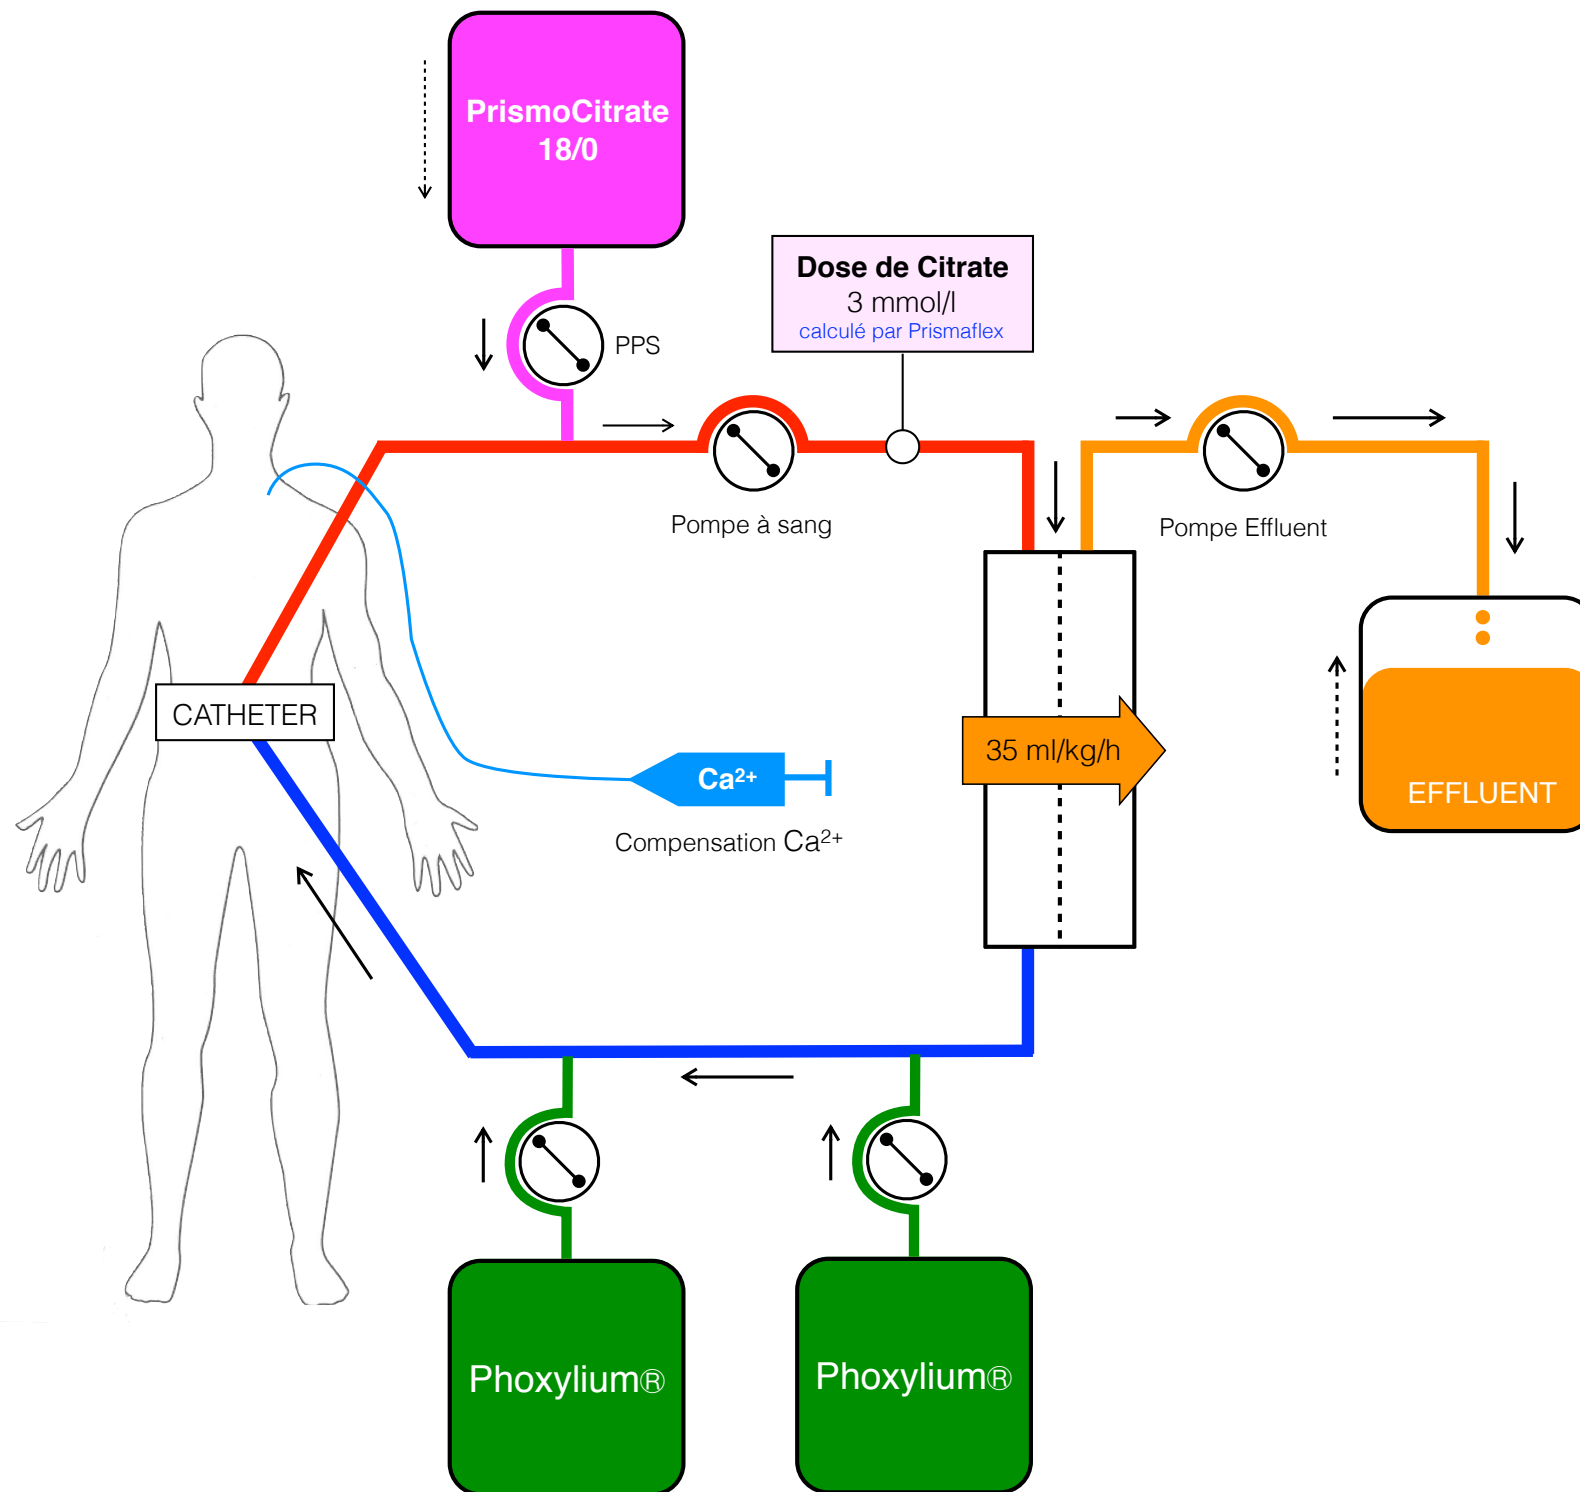 PrismoCitrate
18/0
PPS
Dose de Citrate
3 mmol/l
calculé par Prismaflex
Pompe à sang
Pompe Effluent
CATHETER
Ca²⁺
Compensation Ca²⁺
35 ml/kg/h
EFFLUENT
Phoxylium®
Phoxylium®